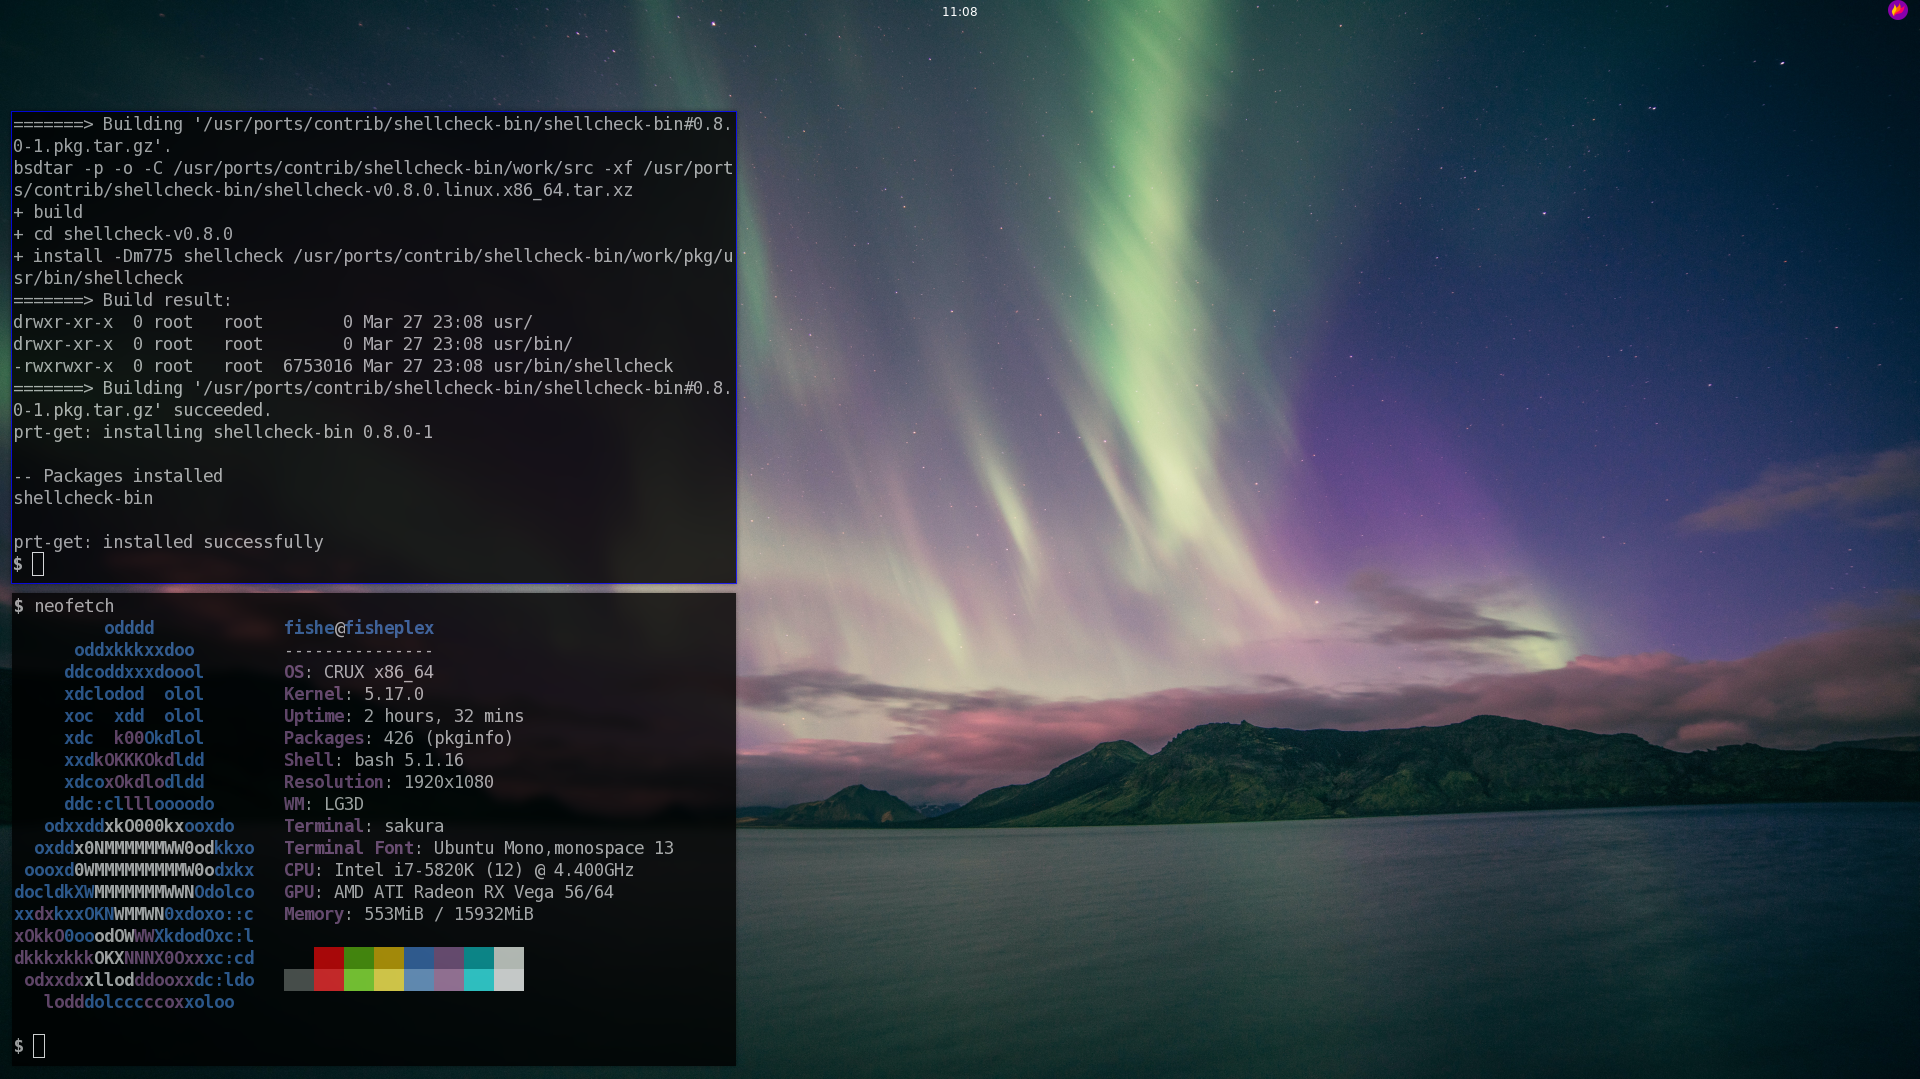 11:08
=======> Building '/usr/ports/contrib/shellcheck-bin/shellcheck-bin#0.8.
0-1.pkg.tar.gz'.
bsdtar -p -o -C /usr/ports/contrib/shellcheck-bin/work/src -xf /usr/port
s/contrib/shellcheck-bin/shellcheck-v0.8.0.linux.x86_64.tar.xz
+ build
+ cd shellcheck-v0.8.0
+ install -Dm775 shellcheck /usr/ports/contrib/shellcheck-bin/work/pkg/u
sr/bin/shellcheck
=======> Build result:
drwxr-xr-x  0 root   root        0 Mar 27 23:08 usr/
drwxr-xr-x  0 root   root        0 Mar 27 23:08 usr/bin/
-rwxrwxr-x  0 root   root  6753016 Mar 27 23:08 usr/bin/shellcheck
=======> Building '/usr/ports/contrib/shellcheck-bin/shellcheck-bin#0.8.
0-1.pkg.tar.gz' succeeded.
prt-get: installing shellcheck-bin 0.8.0-1
-- Packages installed
shellcheck-bin
prt-get: installed successfully
$
$ neofetch
         odddd             fishe@fisheplex
      oddxkkkxxdoo         ---------------
     ddcoddxxxdoool        OS: CRUX x86_64
     xdclodod  olol        Kernel: 5.17.0
     xoc  xdd  olol        Uptime: 2 hours, 32 mins
     xdc  k00Okdlol        Packages: 426 (pkginfo)
     xxdkOKKKOkdldd        Shell: bash 5.1.16
     xdcoxOkdlodldd        Resolution: 1920x1080
     ddc:clllloooodo       WM: LG3D
   odxxddxkO000kxooxdo     Terminal: sakura
  oxddx0NMMMMMMWW0odkkxo   Terminal Font: Ubuntu Mono,monospace 13
 oooxd0WMMMMMMMMMW0odxkx   CPU: Intel i7-5820K (12) @ 4.400GHz
docldkXWMMMMMMMWWNOdolco   GPU: AMD ATI Radeon RX Vega 56/64
xxdxkxxOKNWMMWN0xdoxo::c   Memory: 553MiB / 15932MiB
xOkkO0ooodOWWWXkdodOxc:l
dkkkxkkkOKXNNNX0Oxxxc:cd
 odxxdxxllodddooxxdc:ldo
   lodddolcccccoxxoloo
$